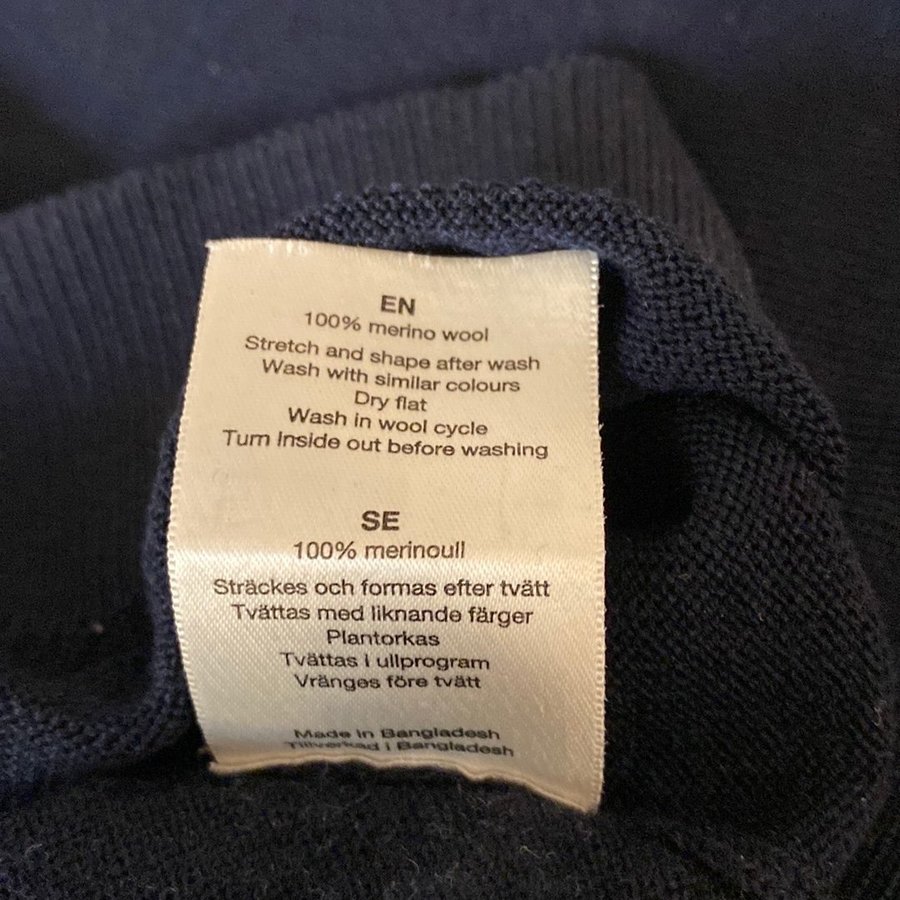 EN
100% merino wool
Stretch and shape after wash
Wash with similar colours
Dry flat
Wash in wool cycle
Turn inside out before washing
SE
100% merinoull
Sträckes och formas efter tvätt
Tvättas med liknande färger
Plantorkas
Tvättas i ullprogram
Vränges före tvätt
Made in Bangladesh
Tillverkad i Bangladesh